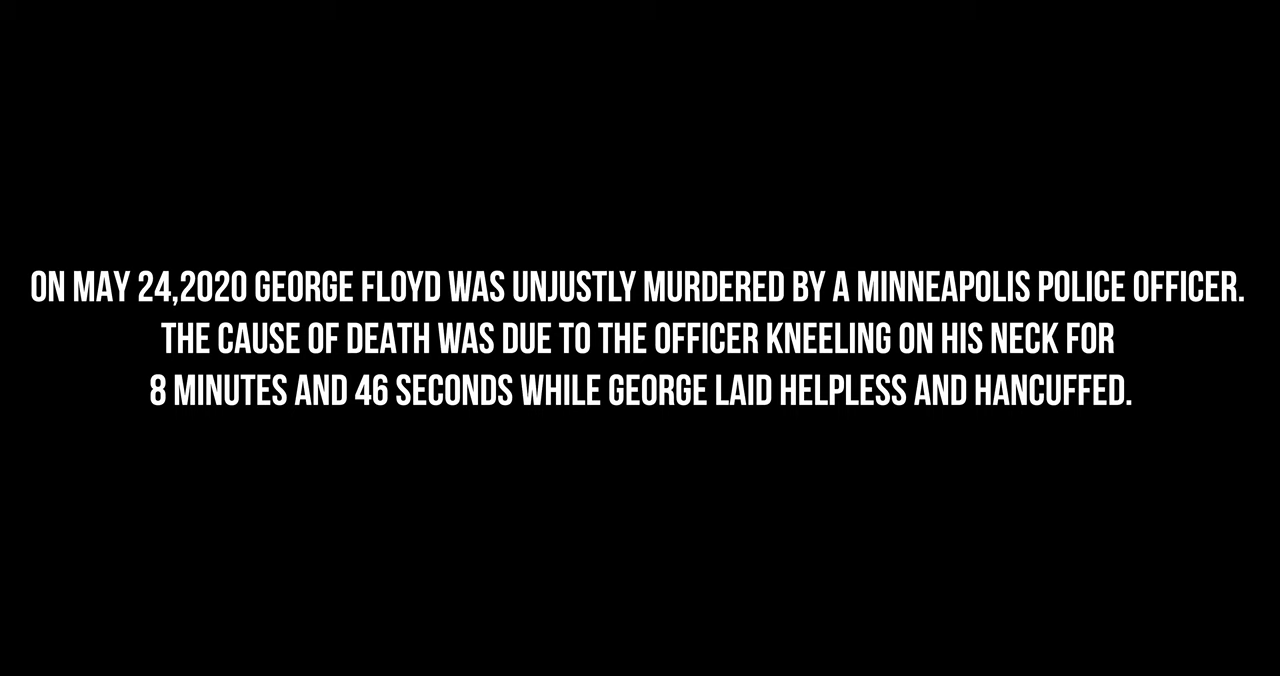 ON MAY 24,2020 GEORGE FLOYD WAS UNJUSTLY MURDERED BY A MINNEAPOLIS POLICE OFFICER.
THE CAUSE OF DEATH WAS DUE TO THE OFFICER KNEELING ON HIS NECK FOR
8 MINUTES AND 46 SECONDS WHILE GEORGE LAID HELPLESS AND HANCUFFED.